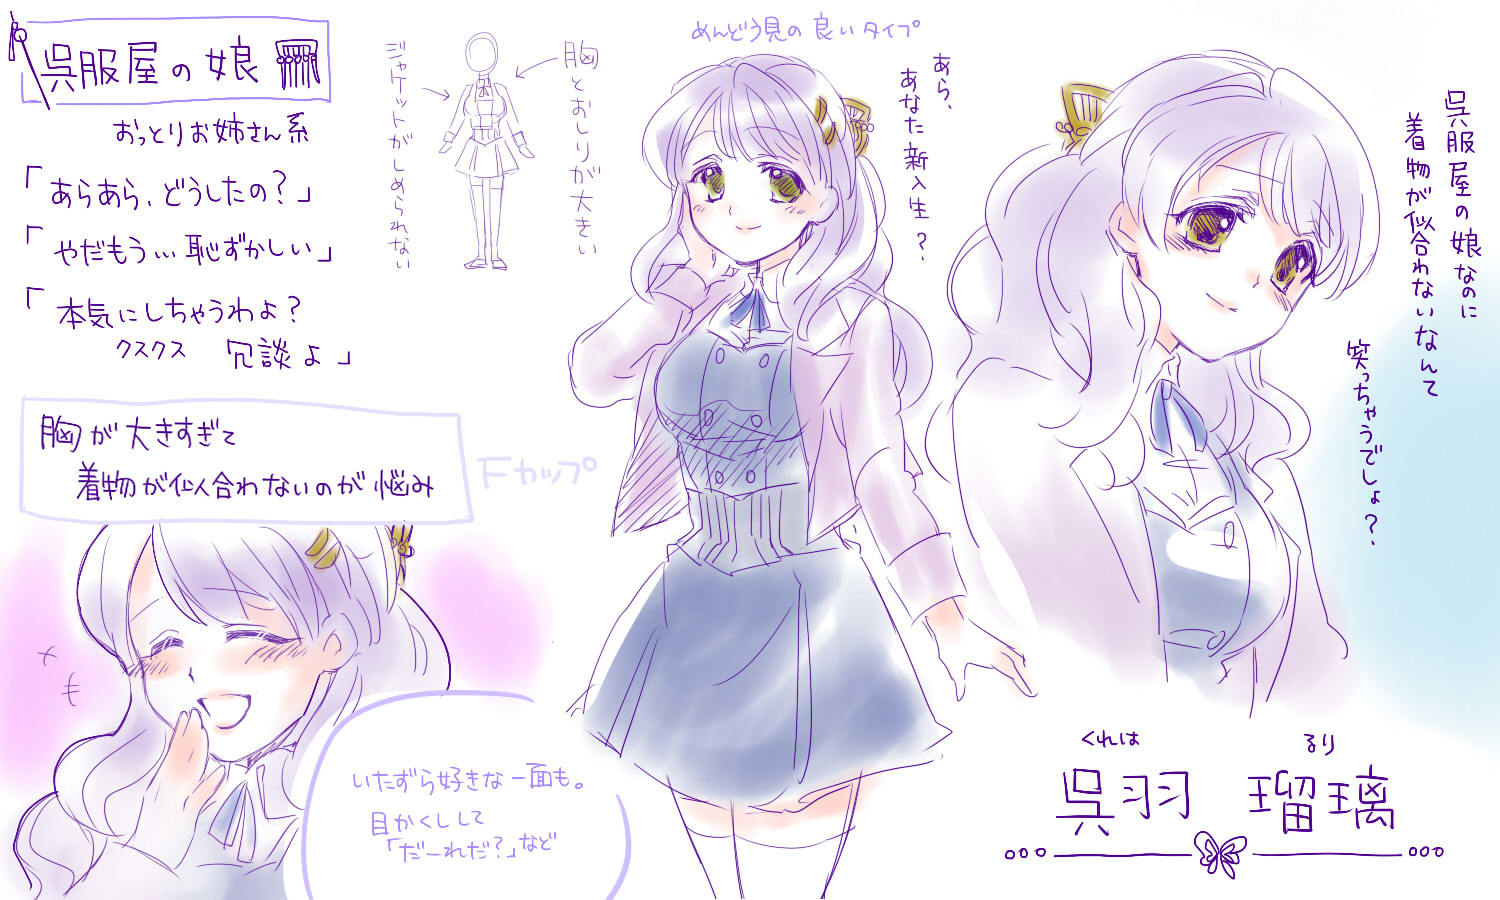 呉服屋の娘
おっとりお姉さん系
「あらあら、どうしたの？」
「やだもう…恥ずかしい」
「本気にしちゃうわよ？
クスクス 冗談よ」
胸が大きすぎて
着物が似合わないのが悩み
Fカップ
ジャケットがしめられない
胸とおしりが大きい
めんどう見の良いタイプ
あら、
あなた新入生？
呉服屋の娘なのに
着物が似合わないなんて
笑っちゃうでしょ？
いたずら好きな一面も。
目かくしして
「だーれだ？」など
くれは るり
呉羽 瑠璃